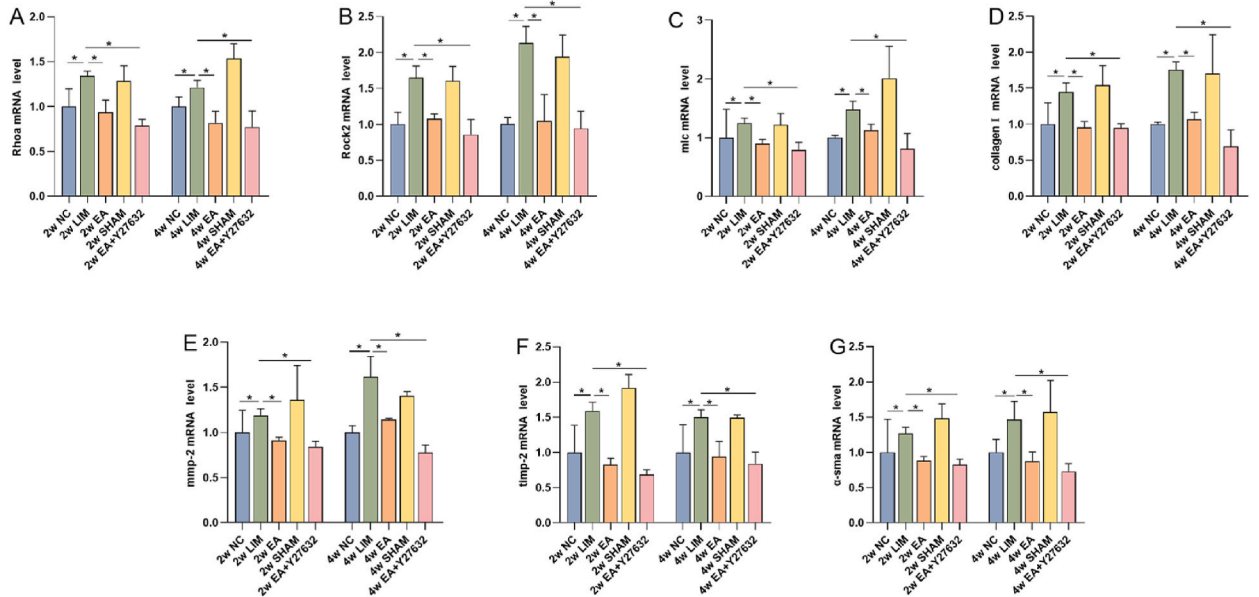 A
Rhoa mRNA level
2.0
1.5
1.0
0.5
0.0
* *
*
* *
*
2w NC
2w LIM
2w EA
2w SHAM
2w EA+Y27632
4w NC
4w LIM
4w EA
4w SHAM
4w EA+Y27632
B
Rock2 mRNA level
2.5
2.0
1.5
1.0
0.5
0.0
* *
*
* *
*
2w NC
2w LIM
2w EA
2w SHAM
2w EA+Y27632
4w NC
4w LIM
4w EA
4w SHAM
4w EA+Y27632
C
mlc mRNA level
3
2
1
0
* *
*
* *
*
2w NC
2w LIM
2w EA
2w SHAM
2w EA+Y27632
4w NC
4w LIM
4w EA
4w SHAM
4w EA+Y27632
D
collagen Ⅰ mRNA level
2.5
2.0
1.5
1.0
0.5
0.0
* *
*
* *
*
2w NC
2w LIM
2w EA
2w SHAM
2w EA+Y27632
4w NC
4w LIM
4w EA
4w SHAM
4w EA+Y27632
E
mmp-2 mRNA level
2.0
1.5
1.0
0.5
0.0
* *
*
* *
*
2w NC
2w LIM
2w EA
2w SHAM
2w EA+Y27632
4w NC
4w LIM
4w EA
4w SHAM
4w EA+Y27632
F
timp-2 mRNA level
2.5
2.0
1.5
1.0
0.5
0.0
* *
*
* *
*
2w NC
2w LIM
2w EA
2w SHAM
2w EA+Y27632
4w NC
4w LIM
4w EA
4w SHAM
4w EA+Y27632
G
α-sma mRNA level
2.5
2.0
1.5
1.0
0.5
0.0
* *
*
* *
*
2w NC
2w LIM
2w EA
2w SHAM
2w EA+Y27632
4w NC
4w LIM
4w EA
4w SHAM
4w EA+Y27632